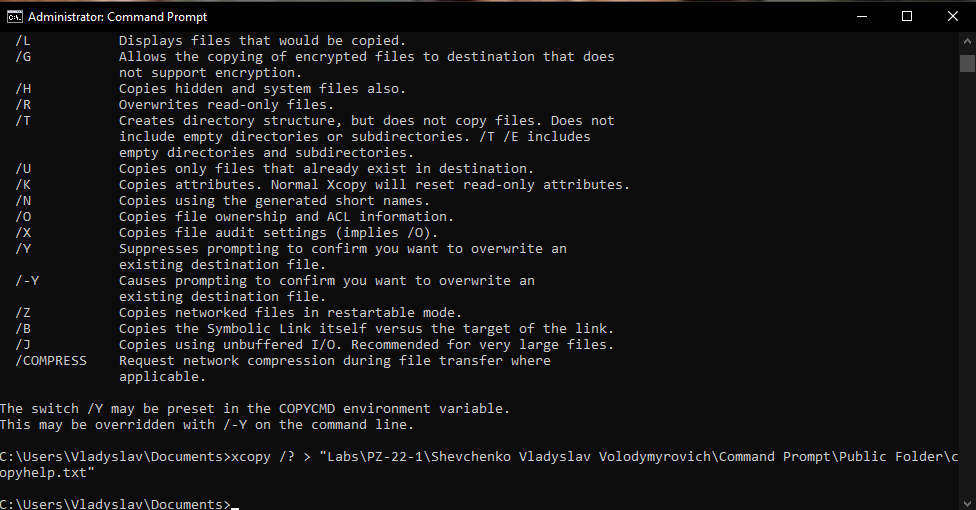 Administrator: Command Prompt
/L Displays files that would be copied.
/G Allows the copying of encrypted files to destination that does
not support encryption.
/H Copies hidden and system files also.
/R Overwrites read-only files.
/T Creates directory structure, but does not copy files. Does not
include empty directories or subdirectories. /T /E includes
empty directories and subdirectories.
/U Copies only files that already exist in destination.
/K Copies attributes. Normal Xcopy will reset read-only attributes.
/N Copies using the generated short names.
/O Copies file ownership and ACL information.
/X Copies file audit settings (implies /O).
/Y Suppresses prompting to confirm you want to overwrite an
existing destination file.
/-Y Causes prompting to confirm you want to overwrite an
existing destination file.
/Z Copies networked files in restartable mode.
/B Copies the Symbolic Link itself versus the target of the link.
/J Copies using unbuffered I/O. Recommended for very large files.
/COMPRESS Request network compression during file transfer where
applicable.
The switch /Y may be preset in the COPYCMD environment variable.
This may be overridden with /-Y on the command line.
C:\Users\Vladyslav\Documents>xcopy /? > "Labs\PZ-22-1\Shevchenko Vladyslav Volodymyrovich\Command Prompt\Public Folder\c
opyhelp.txt"
C:\Users\Vladyslav\Documents>